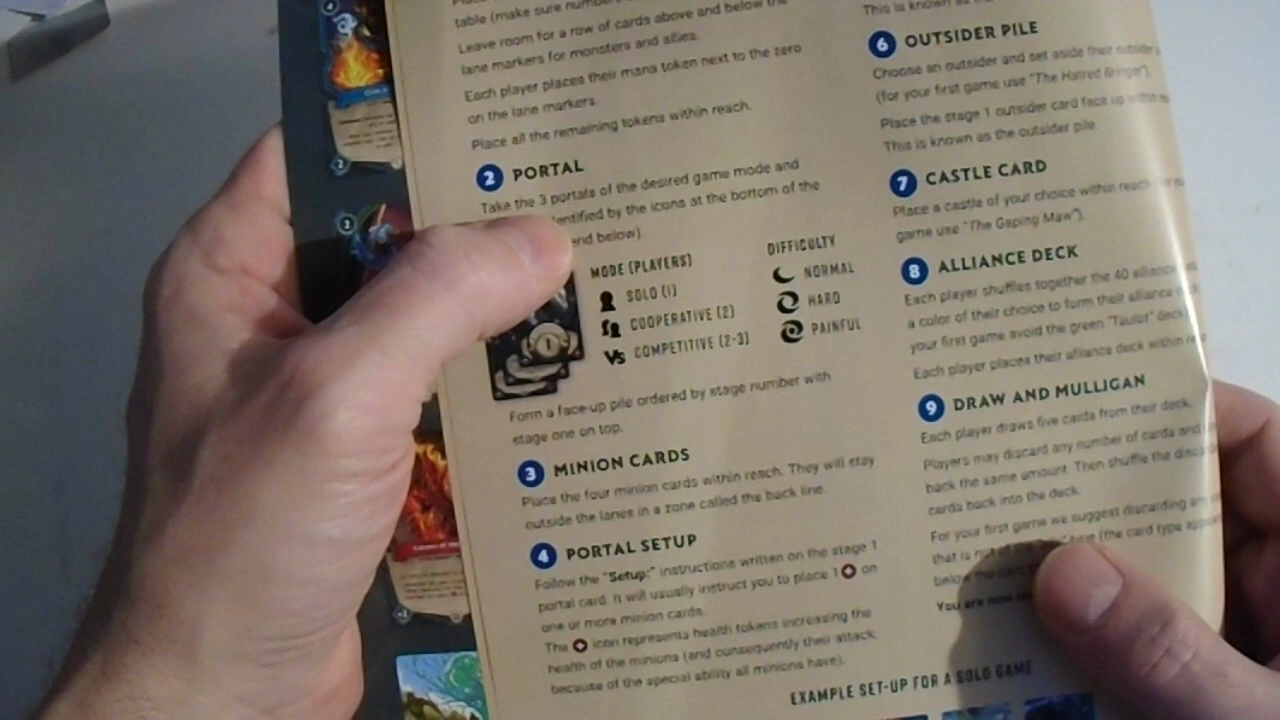 table (make sure numbers
Leave room for a row of cards above and below the
lane markers for monsters and allies.
Each player places their mana token next to the zero
on the lane markers.
Place all the remaining tokens within reach.
2 PORTAL
Take the 3 portals of the desired game mode and
identified by the icons at the bottom of the
end below).
MODE (PLAYERS)
SOLO (1)
COOPERATIVE (2)
Vs COMPETITIVE (2-3)
DIFFICULTY
NORMAL
HARD
PAINFUL
1
Form a face-up pile ordered by stage number with
stage one on top.
3 MINION CARDS
Place the four minion cards within reach. They will stay
outside the lanes in a zone called the back line.
4 PORTAL SETUP
Follow the "Setup:" instructions written on the stage 1
portal card. It will usually instruct you to place 1 on
one or more minion cards.
The icon represents health tokens increasing the
health of the minions (and consequently their attack,
because of the special ability all minions have).
This is known as the
6 OUTSIDER PILE
Choose an outsider and set aside their outside
(for your first game use "The Hatred Bringer").
Place the stage 1 outsider card face up within
This is known as the outsider pile.
7 CASTLE CARD
Place a castle of your choice within reach
game use "The Gaping Maw").
8 ALLIANCE DECK
Each player shuffles together the 40 alliance
a color of their choice to form their alliance
your first game avoid the green "Taulot" deck
Each player places their alliance deck within
9 DRAW AND MULLIGAN
Each player draws five cards from their deck.
Players may discard any number of cards and
back the same amount. Then shuffle the
cards back into the deck.
For your first game we suggest discarding
that is not type (the card type
below the card
You are now
EXAMPLE SET-UP FOR A SOLO GAME